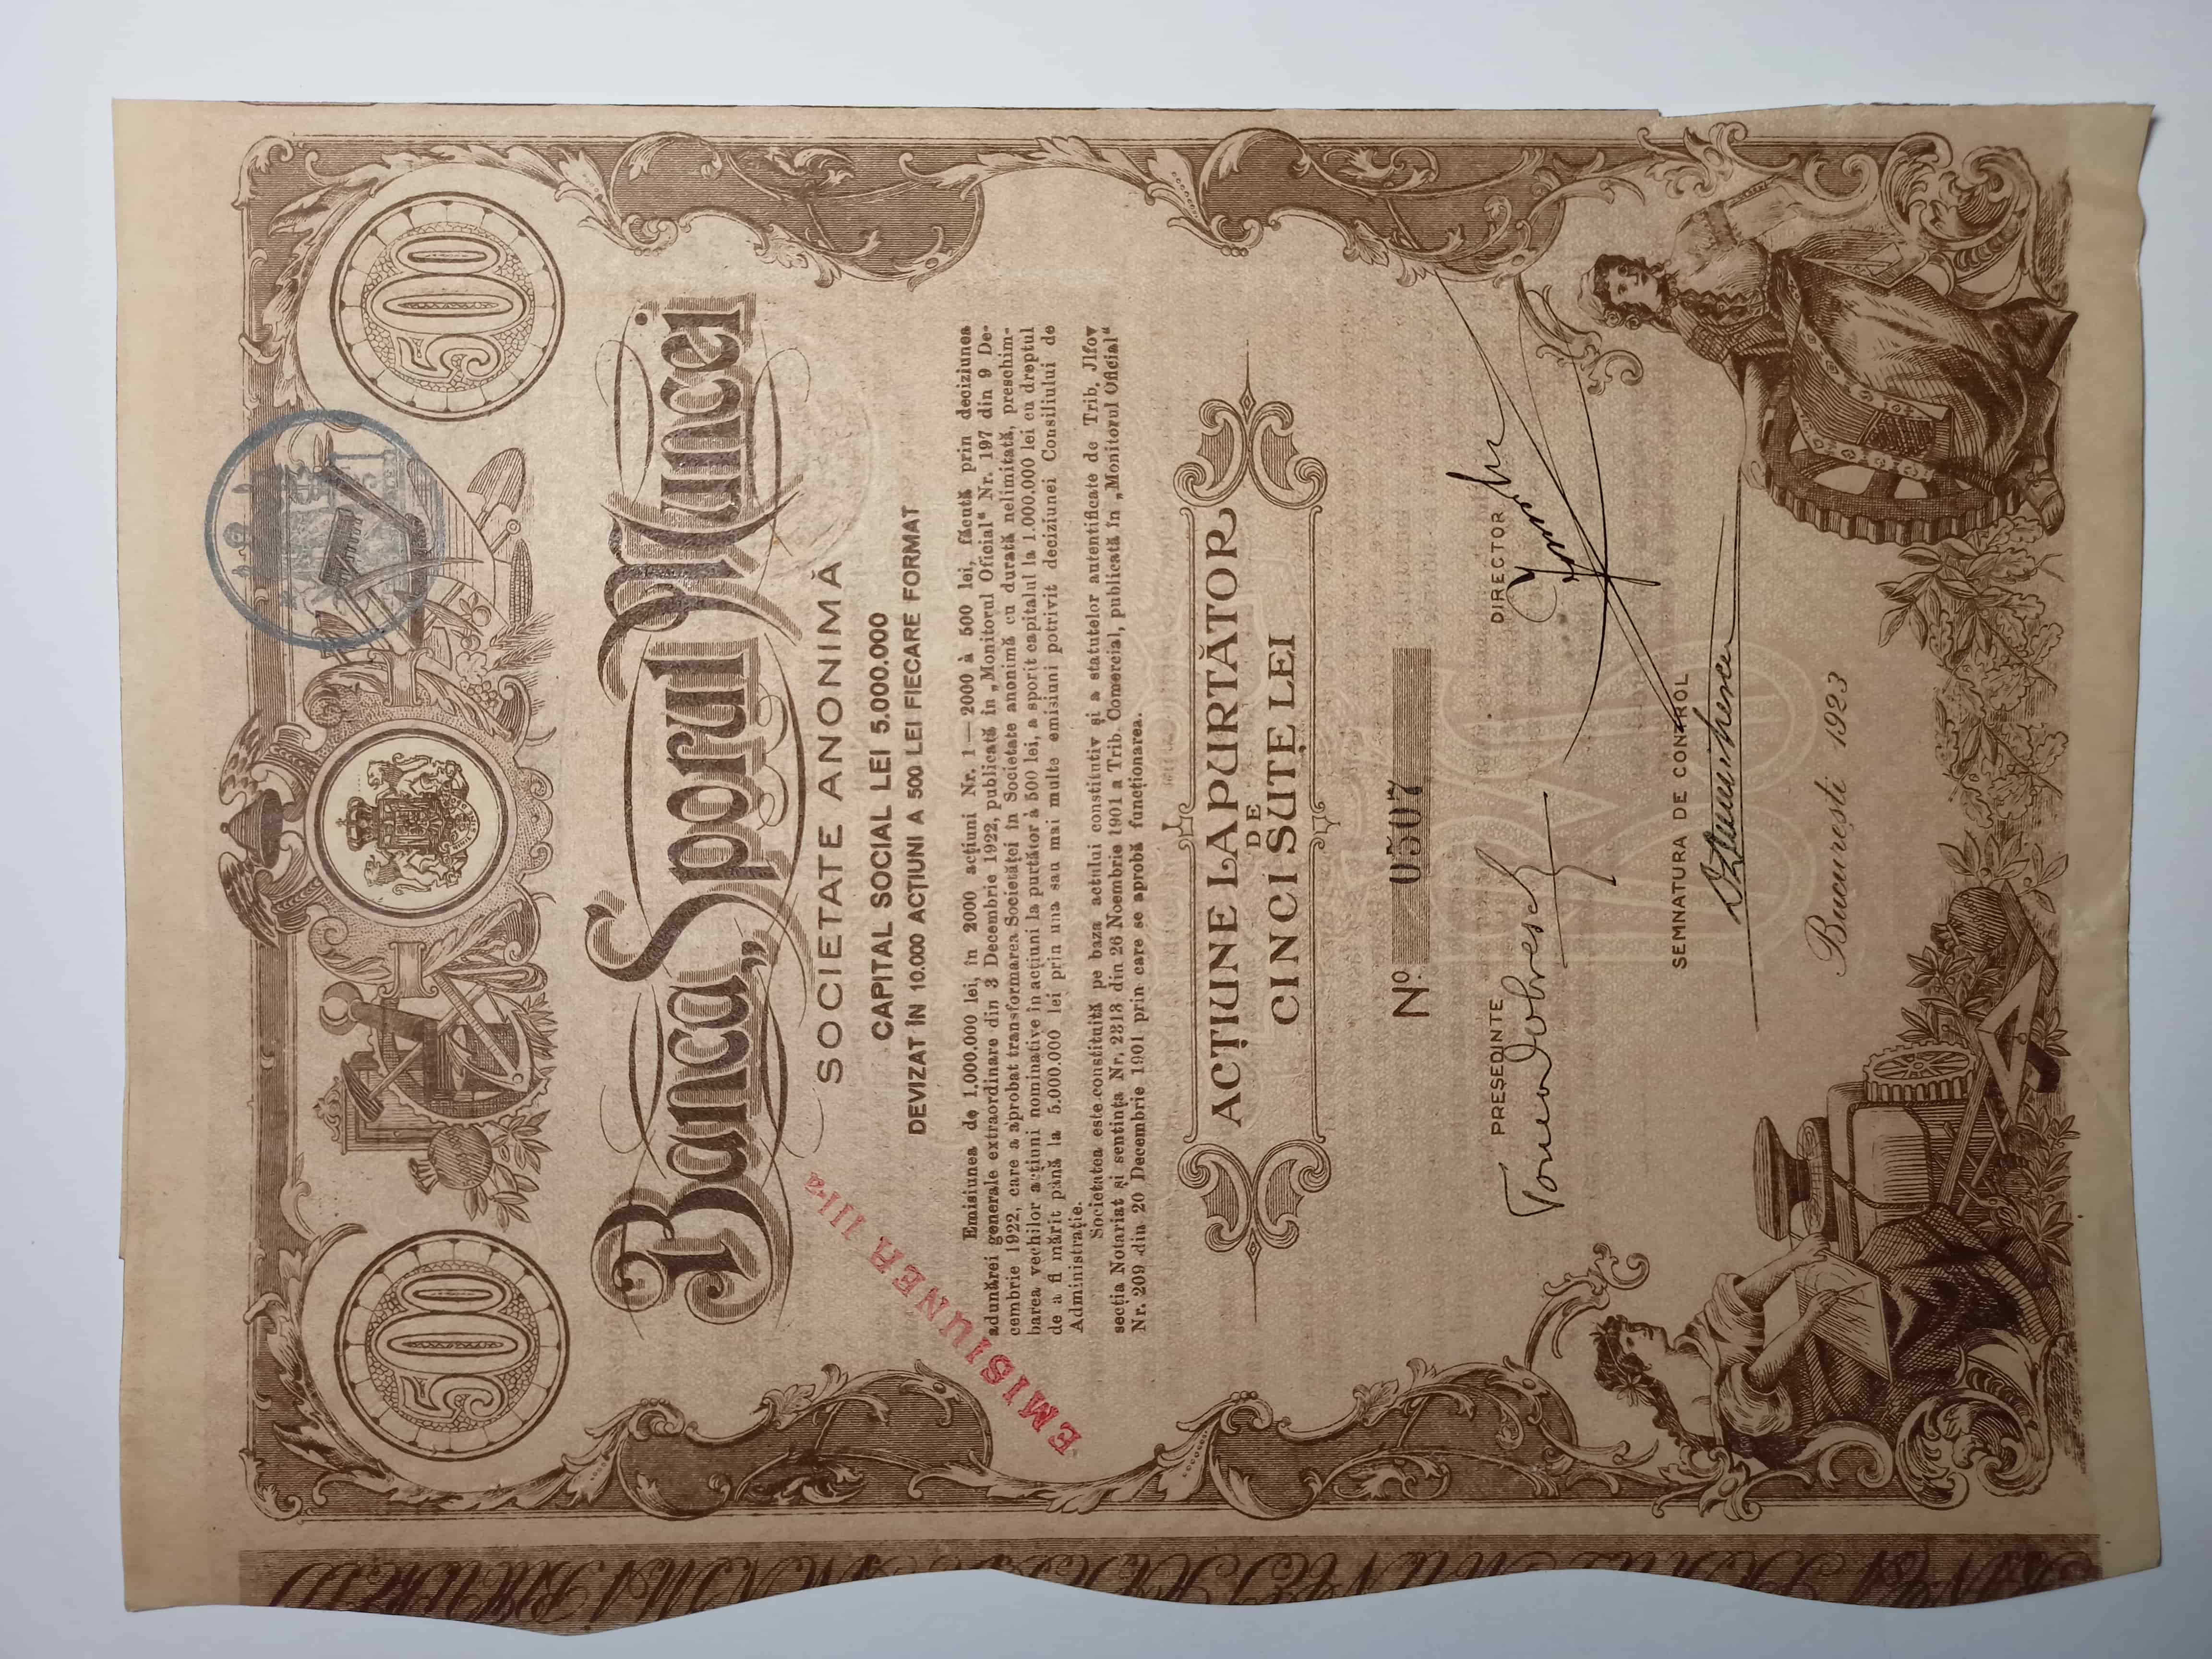 500
500
Banca „Sporul Muncei
SOCIETATE ANONIMĂ
CAPITAL SOCIAL LEI 5.000.000
DEVIZAT ÎN 10.000 ACȚIUNI A 500 LEI FIECARE FORMAT
EMISIUNEA III-a
Emisiunea de 1,000.000 lei, în 2000 acțiuni Nr. 1—2000 à 500 lei, făcută prin deciziunea
adunărei generale extraordinare din 3 Decembrie 1922, publicată în „Monitorul Oficial“ Nr. 197 din 9 De-
cembrie 1922, care a aprobat transformarea Societăței în Societate anonimă cu durată nelimitată, preschim-
barea vechilor acțiuni nominative în acțiuni la purtător à 500 lei, a sporit capitalul la 1.000.000 lei cu dreptul
de a fi mărit până la 5.000.000 lei prin una sau mai multe emisiuni potrivit deciziunei Consiliului de
Administrație.
Societatea este constituită pe baza actului constitutiv și a statutelor autentificate de Trib. Jlfov
secția Notariat și sentința Nr. 2318 din 26 Noembrie 1901 a Trib. Comercial, publicată în „Monitorul Oficial“
Nr. 209 din 20 Decembrie 1901 prin care se aprobă funcționarea.
ACȚIUNE LA PURTĂTOR
DE
CINCI SUTE LEI
No. 05507
PRESEDINTE
DIRECTOR
SEMNATURA DE CONTROL
București 1923